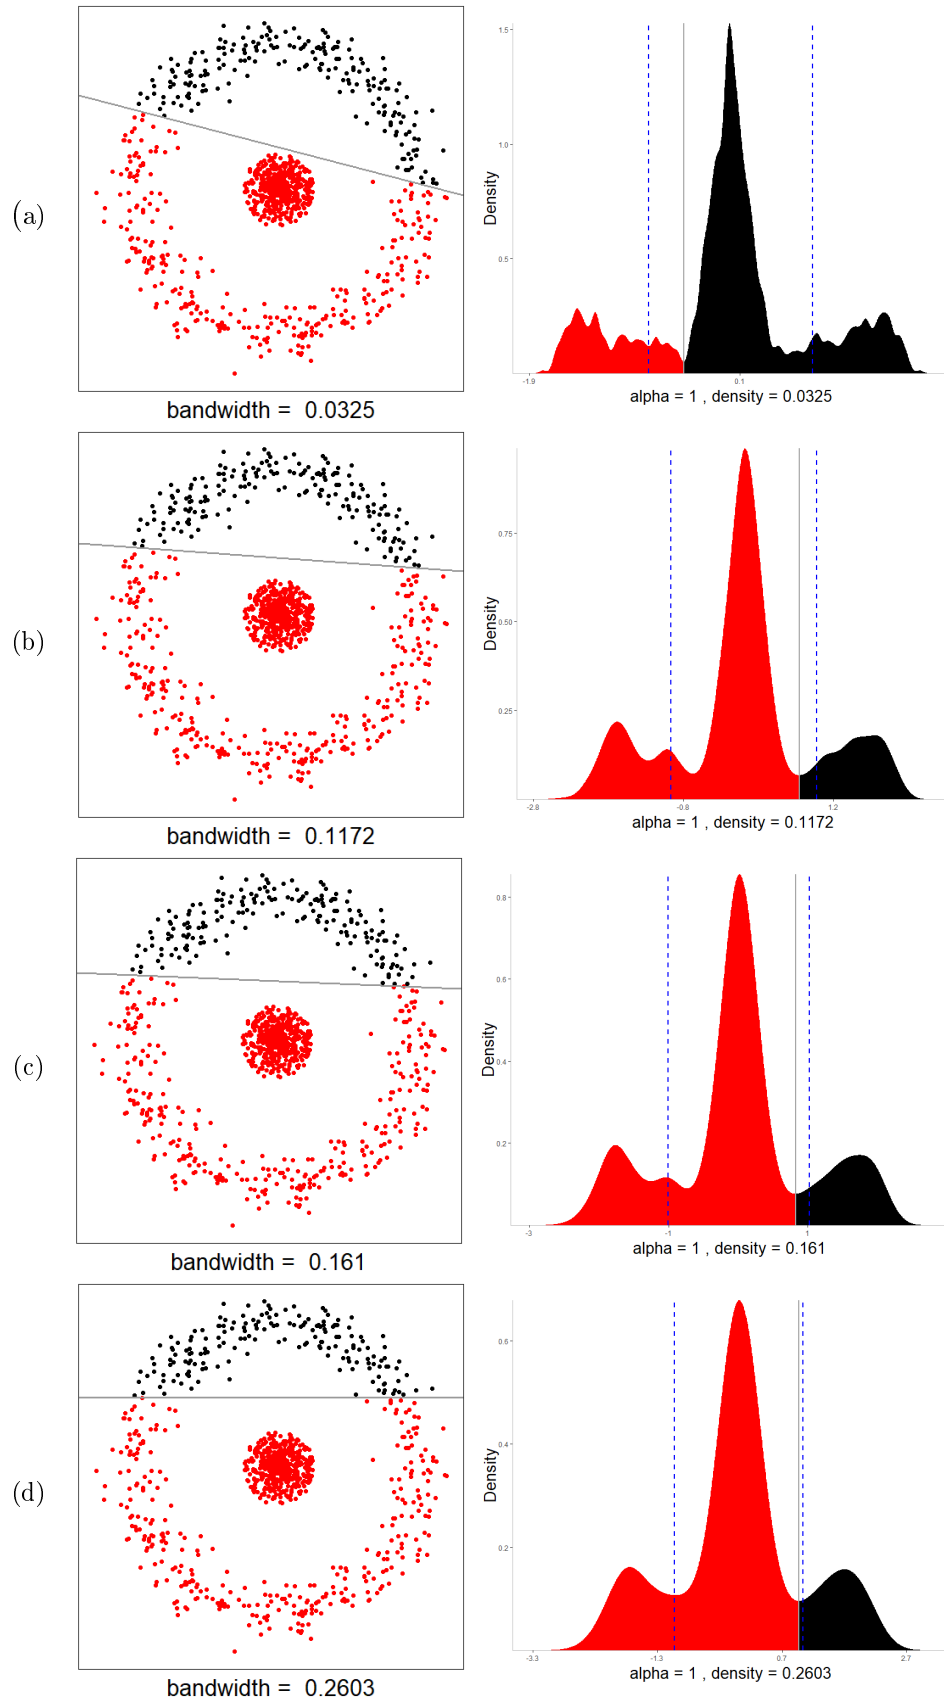 (a)
bandwidth = 0.0325
Density
1.5
1.0
0.5
-1.9 0.1
alpha = 1 , density = 0.0325
(b)
bandwidth = 0.1172
Density
0.75
0.50
0.25
-2.8 -0.8 1.2
alpha = 1 , density = 0.1172
(c)
bandwidth = 0.161
Density
0.8
0.6
0.4
0.2
-3 -1 1
alpha = 1 , density = 0.161
(d)
bandwidth = 0.2603
Density
0.6
0.4
0.2
-3.3 -1.3 0.7 2.7
alpha = 1 , density = 0.2603